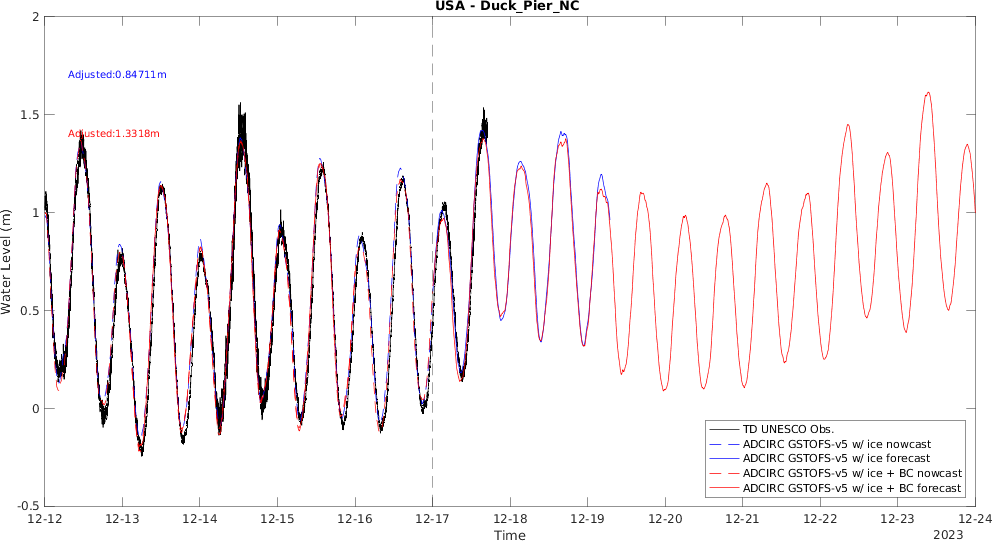 USA - Duck_Pier_NC
2
1.5
1
0.5
0
-0.5
Water Level (m)
Adjusted:0.84711m
Adjusted:1.3318m
TD UNESCO Obs.
ADCIRC GSTOFS-v5 w/ ice nowcast
ADCIRC GSTOFS-v5 w/ ice forecast
ADCIRC GSTOFS-v5 w/ ice + BC nowcast
ADCIRC GSTOFS-v5 w/ ice + BC forecast
12-12 12-13 12-14 12-15 12-16 12-17 12-18 12-19 12-20 12-21 12-22 12-23 12-24
Time
2023